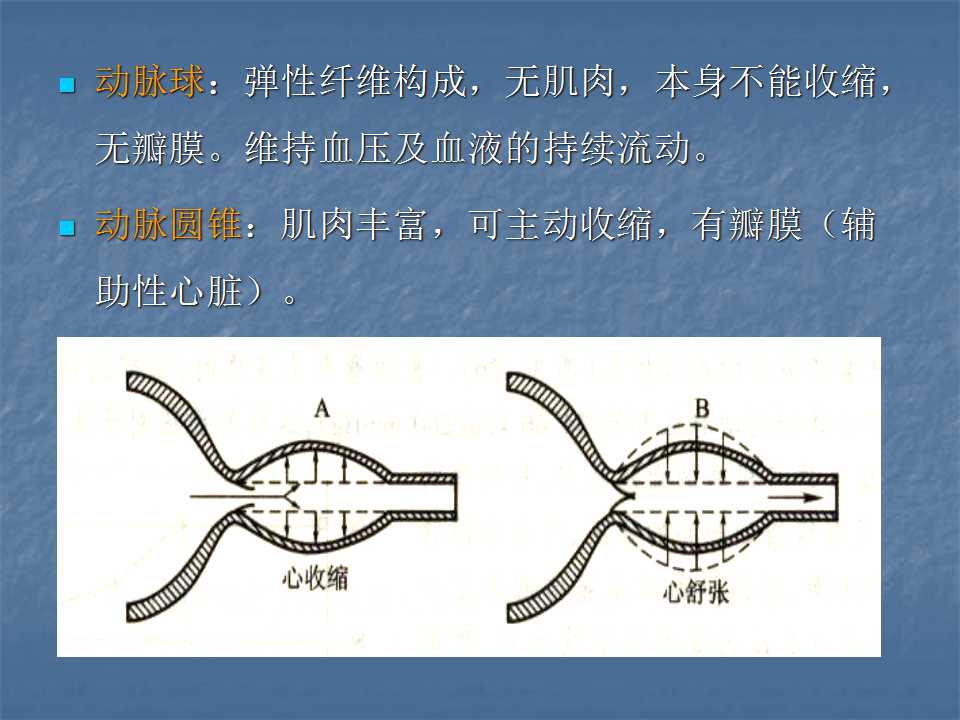 动脉球：弹性纤维构成，无肌肉，本身不能收缩，
无瓣膜。维持血压及血液的持续流动。
动脉圆锥：肌肉丰富，可主动收缩，有瓣膜（辅
助性心脏）。
A
B
心收缩
心舒张